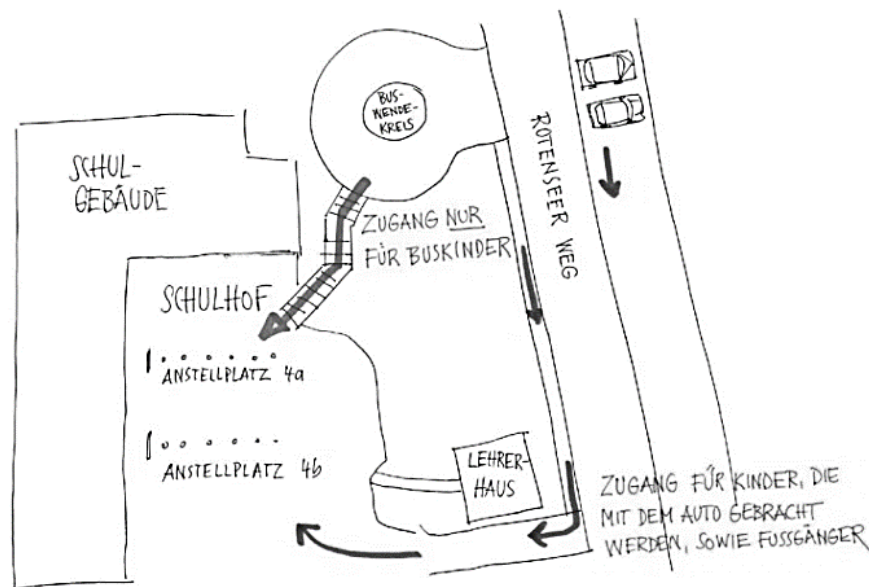 BUS-
WENDE-
KREIS
SCHUL-
GEBÄUDE
ROTENSEER WEG
ZUGANG NUR
FÜR BUSKINDER
SCHULHOF
ANSTELLPLATZ 4a
ANSTELLPLATZ 4b
LEHRER-
HAUS
ZUGANG FÜR KINDER, DIE
MIT DEM AUTO GEBRACHT
WERDEN, SOWIE FUSSGÄNGER